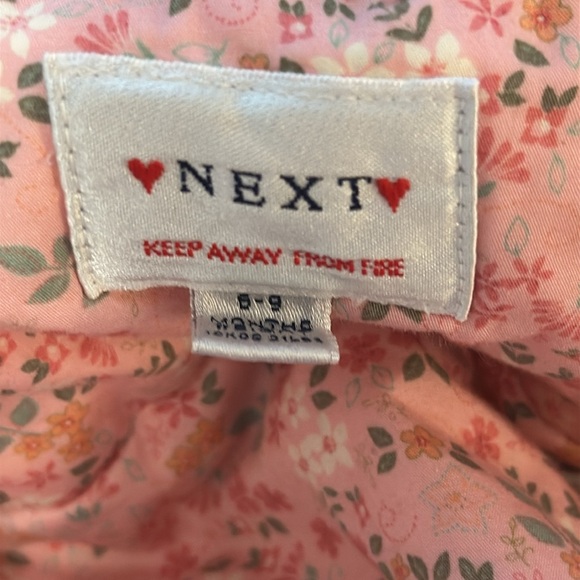 NEXT
KEEP AWAY FROM FIRE
6-9
MONTHS